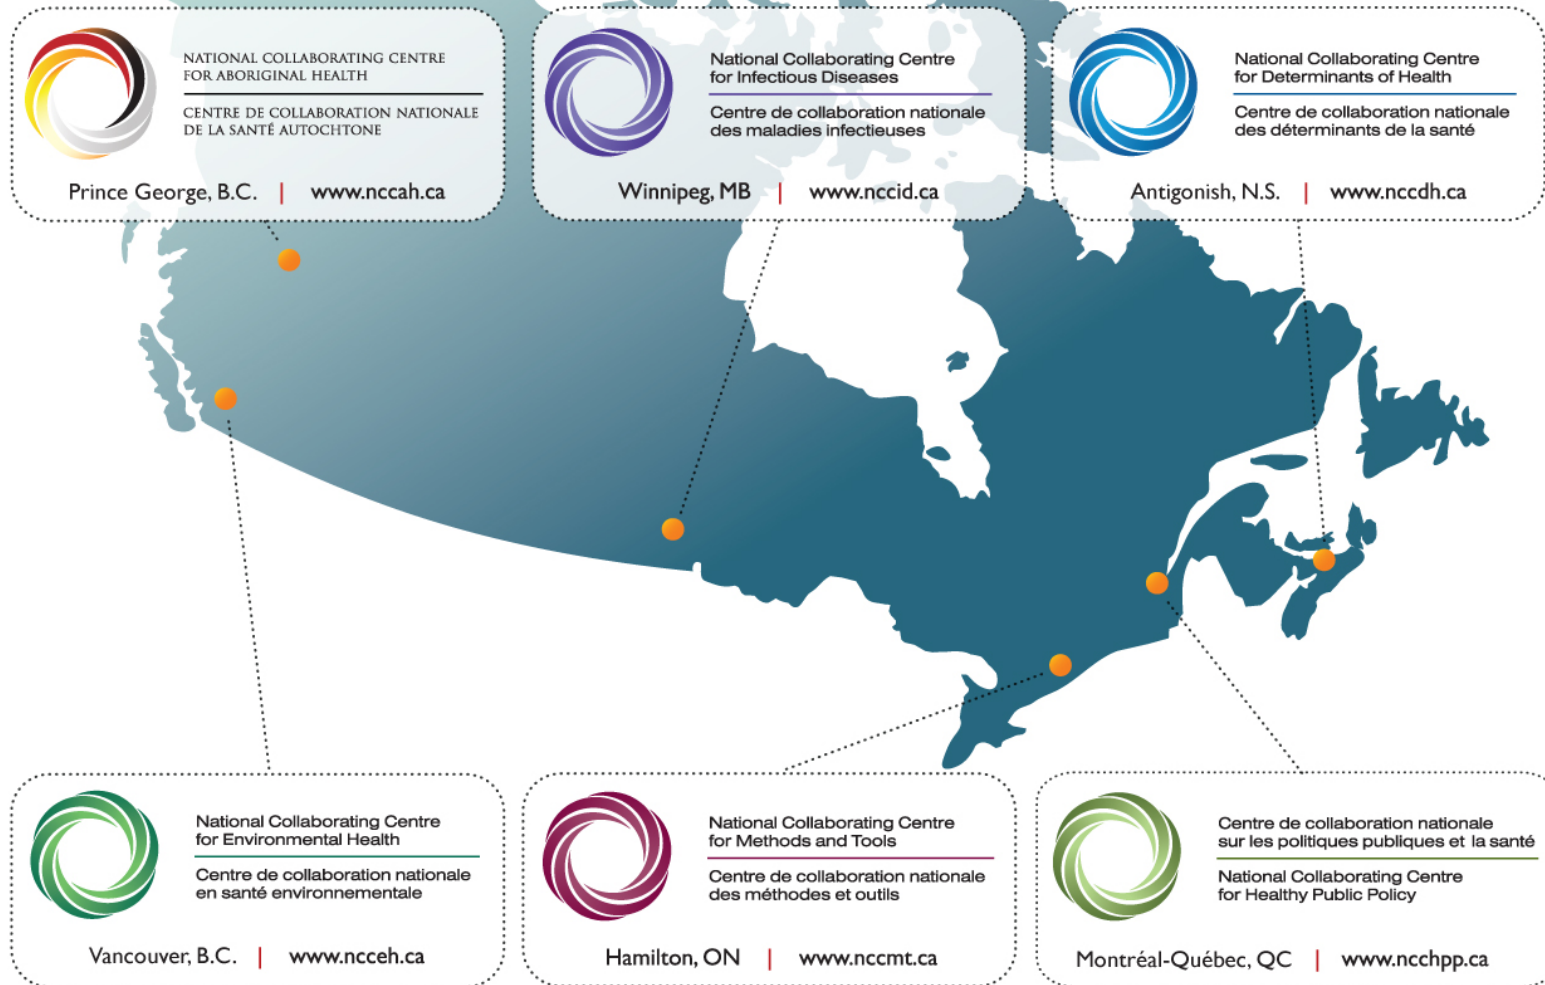 NATIONAL COLLABORATING CENTRE
FOR ABORIGINAL HEALTH
CENTRE DE COLLABORATION NATIONALE
DE LA SANTÉ AUTOCHTONE
Prince George, B.C. | www.nccah.ca
National Collaborating Centre
for Infectious Diseases
Centre de collaboration nationale
des maladies infectieuses
Winnipeg, MB | www.nccid.ca
National Collaborating Centre
for Determinants of Health
Centre de collaboration nationale
des déterminants de la santé
Antigonish, N.S. | www.nccdh.ca
National Collaborating Centre
for Environmental Health
Centre de collaboration nationale
en santé environnementale
Vancouver, B.C. | www.ncceh.ca
National Collaborating Centre
for Methods and Tools
Centre de collaboration nationale
des méthodes et outils
Hamilton, ON | www.nccmt.ca
Centre de collaboration nationale
sur les politiques publiques et la santé
National Collaborating Centre
for Healthy Public Policy
Montréal-Québec, QC | www.ncchpp.ca